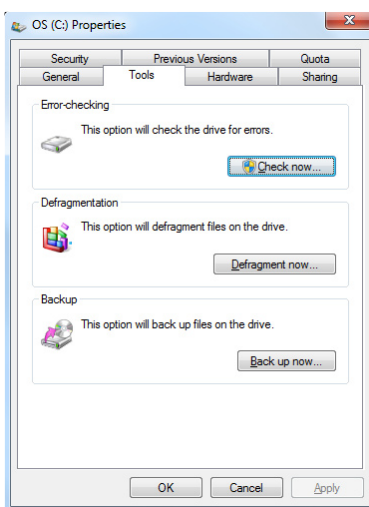 OS (C:) Properties
Security Previous Versions Quota
General Tools Hardware Sharing
Error-checking
This option will check the drive for errors.
Check now...
Defragmentation
This option will defragment files on the drive.
Defragment now...
Backup
This option will back up files on the drive.
Back up now...
OK Cancel Apply